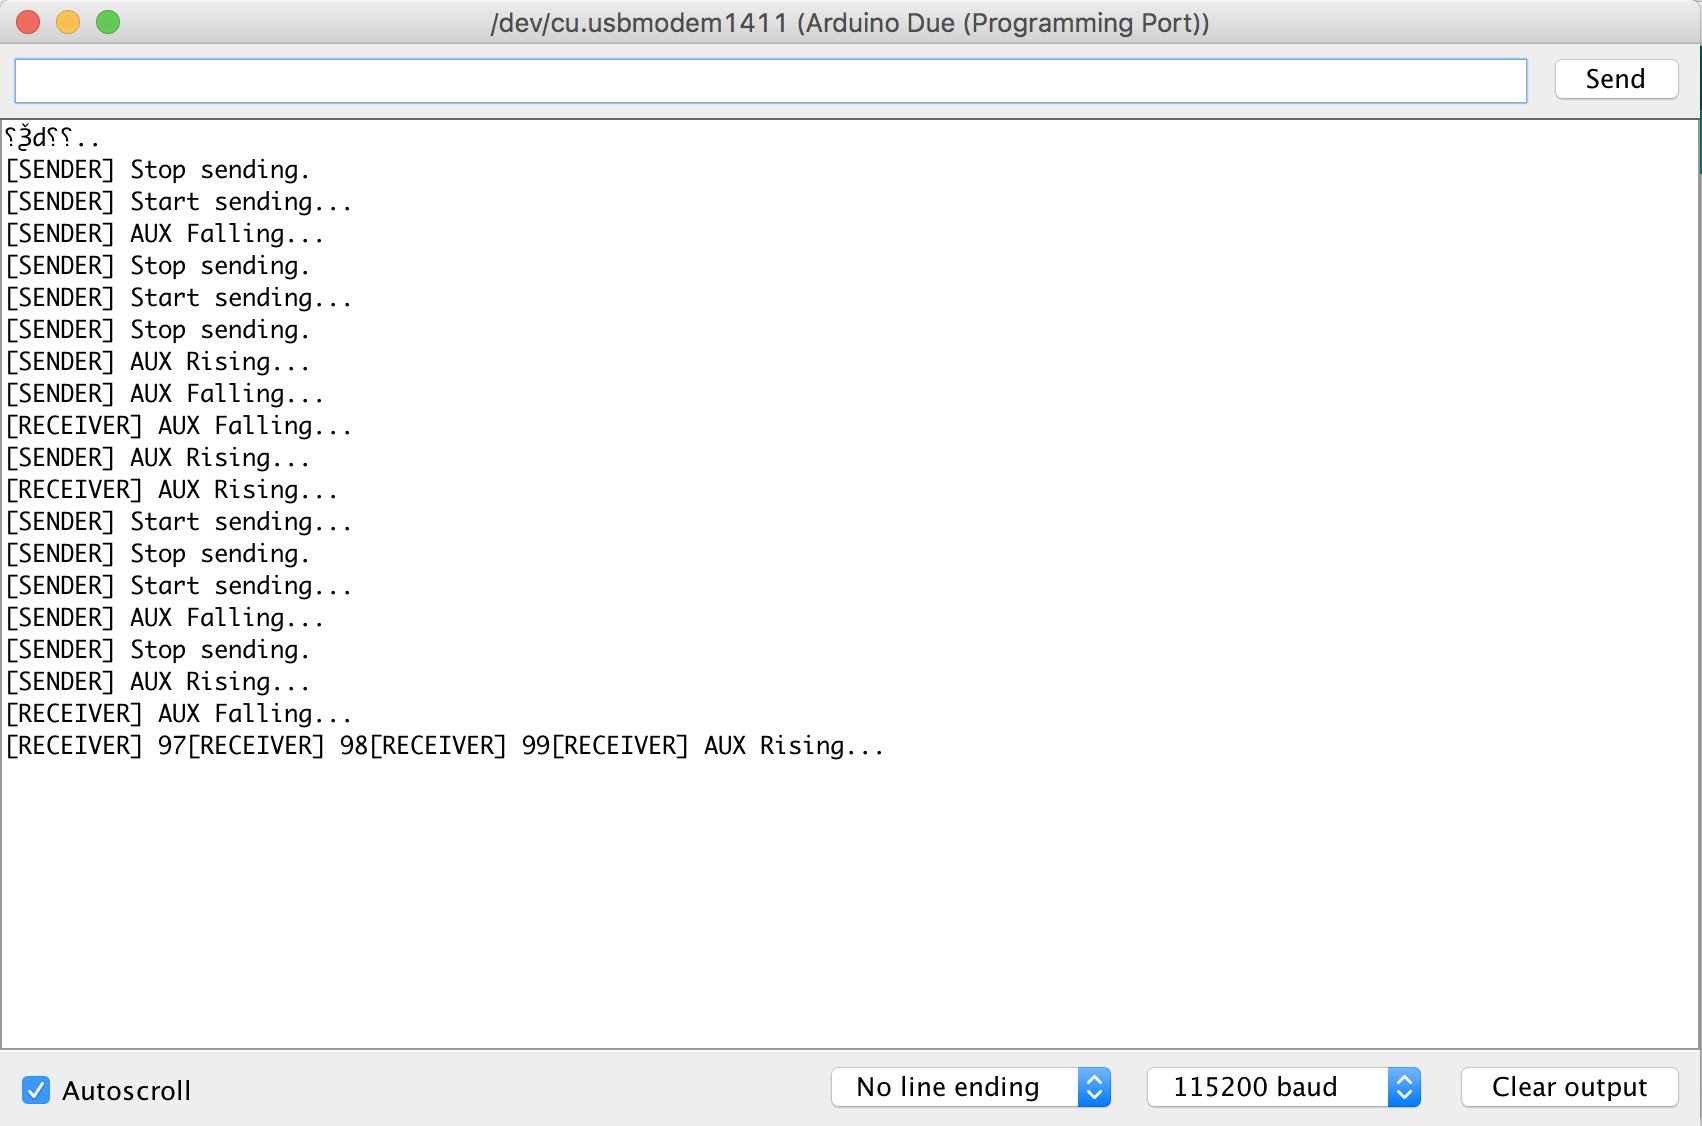 /dev/cu.usbmodem1411 (Arduino Due (Programming Port))
Send
⸮Ǯd⸮⸮..
[SENDER] Stop sending.
[SENDER] Start sending...
[SENDER] AUX Falling...
[SENDER] Stop sending.
[SENDER] Start sending...
[SENDER] Stop sending.
[SENDER] AUX Rising...
[SENDER] AUX Falling...
[RECEIVER] AUX Falling...
[SENDER] AUX Rising...
[RECEIVER] AUX Rising...
[SENDER] Start sending...
[SENDER] Stop sending.
[SENDER] Start sending...
[SENDER] AUX Falling...
[SENDER] Stop sending.
[SENDER] AUX Rising...
[RECEIVER] AUX Falling...
[RECEIVER] 97[RECEIVER] 98[RECEIVER] 99[RECEIVER] AUX Rising...
Autoscroll
No line ending
115200 baud
Clear output